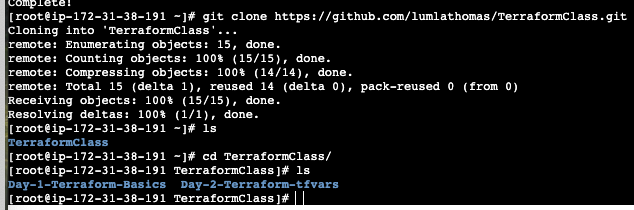 Complete!
[root@ip-172-31-38-191 ~]# git clone https://github.com/lumlathomas/TerraformClass.git
Cloning into 'TerraformClass'...
remote: Enumerating objects: 15, done.
remote: Counting objects: 100% (15/15), done.
remote: Compressing objects: 100% (14/14), done.
remote: Total 15 (delta 1), reused 14 (delta 0), pack-reused 0 (from 0)
Receiving objects: 100% (15/15), done.
Resolving deltas: 100% (1/1), done.
[root@ip-172-31-38-191 ~]# ls
TerraformClass
[root@ip-172-31-38-191 ~]# cd TerraformClass/
[root@ip-172-31-38-191 TerraformClass]# ls
Day-1-Terraform-Basics  Day-2-Terraform-tfvars
[root@ip-172-31-38-191 TerraformClass]#